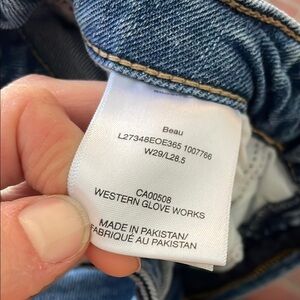 Beau
L27348EOE365 1007766
W29/L28.5
CA00508
WESTERN GLOVE WORKS
MADE IN PAKISTAN/
FABRIQUÉ AU PAKISTAN